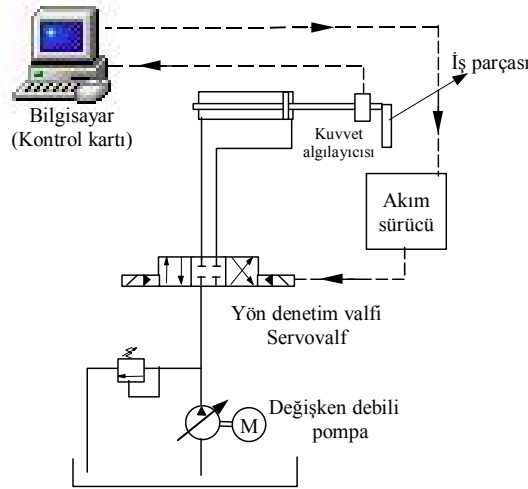 İş parçası
Bilgisayar
(Kontrol kartı)
Kuvvet
algılayıcısı
Akım
sürücü
Yön denetim valfi
Servovalf
Değişken debili
pompa
M